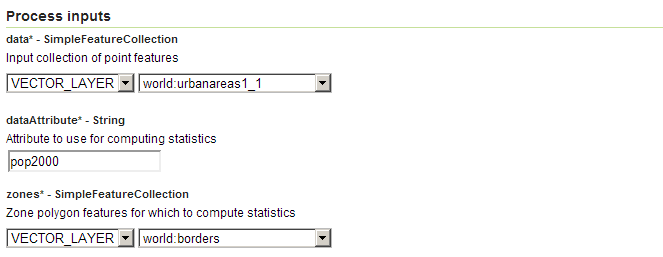 Process inputs
data* - SimpleFeatureCollection
Input collection of point features
VECTOR_LAYER world:urbanareas1_1
dataAttribute* - String
Attribute to use for computing statistics
pop2000
zones* - SimpleFeatureCollection
Zone polygon features for which to compute statistics
VECTOR_LAYER world:borders